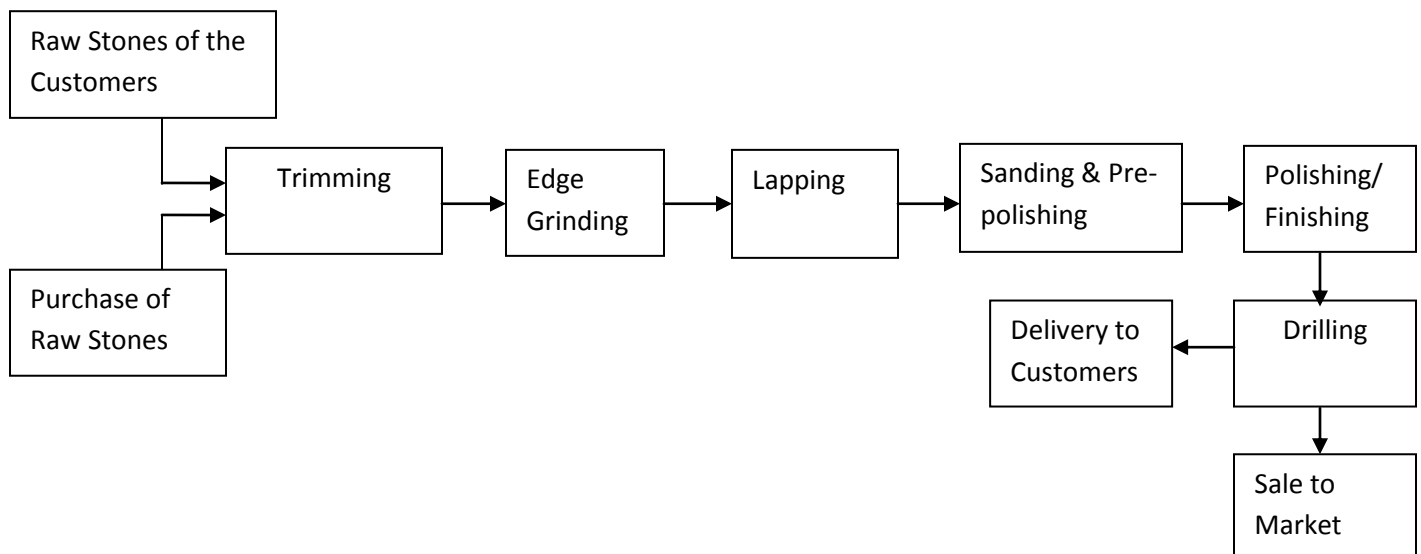 Raw Stones of the
Customers
Trimming
Edge
Grinding
Lapping
Sanding & Pre-
polishing
Polishing/
Finishing
Purchase of
Raw Stones
Delivery to
Customers
Drilling
Sale to
Market